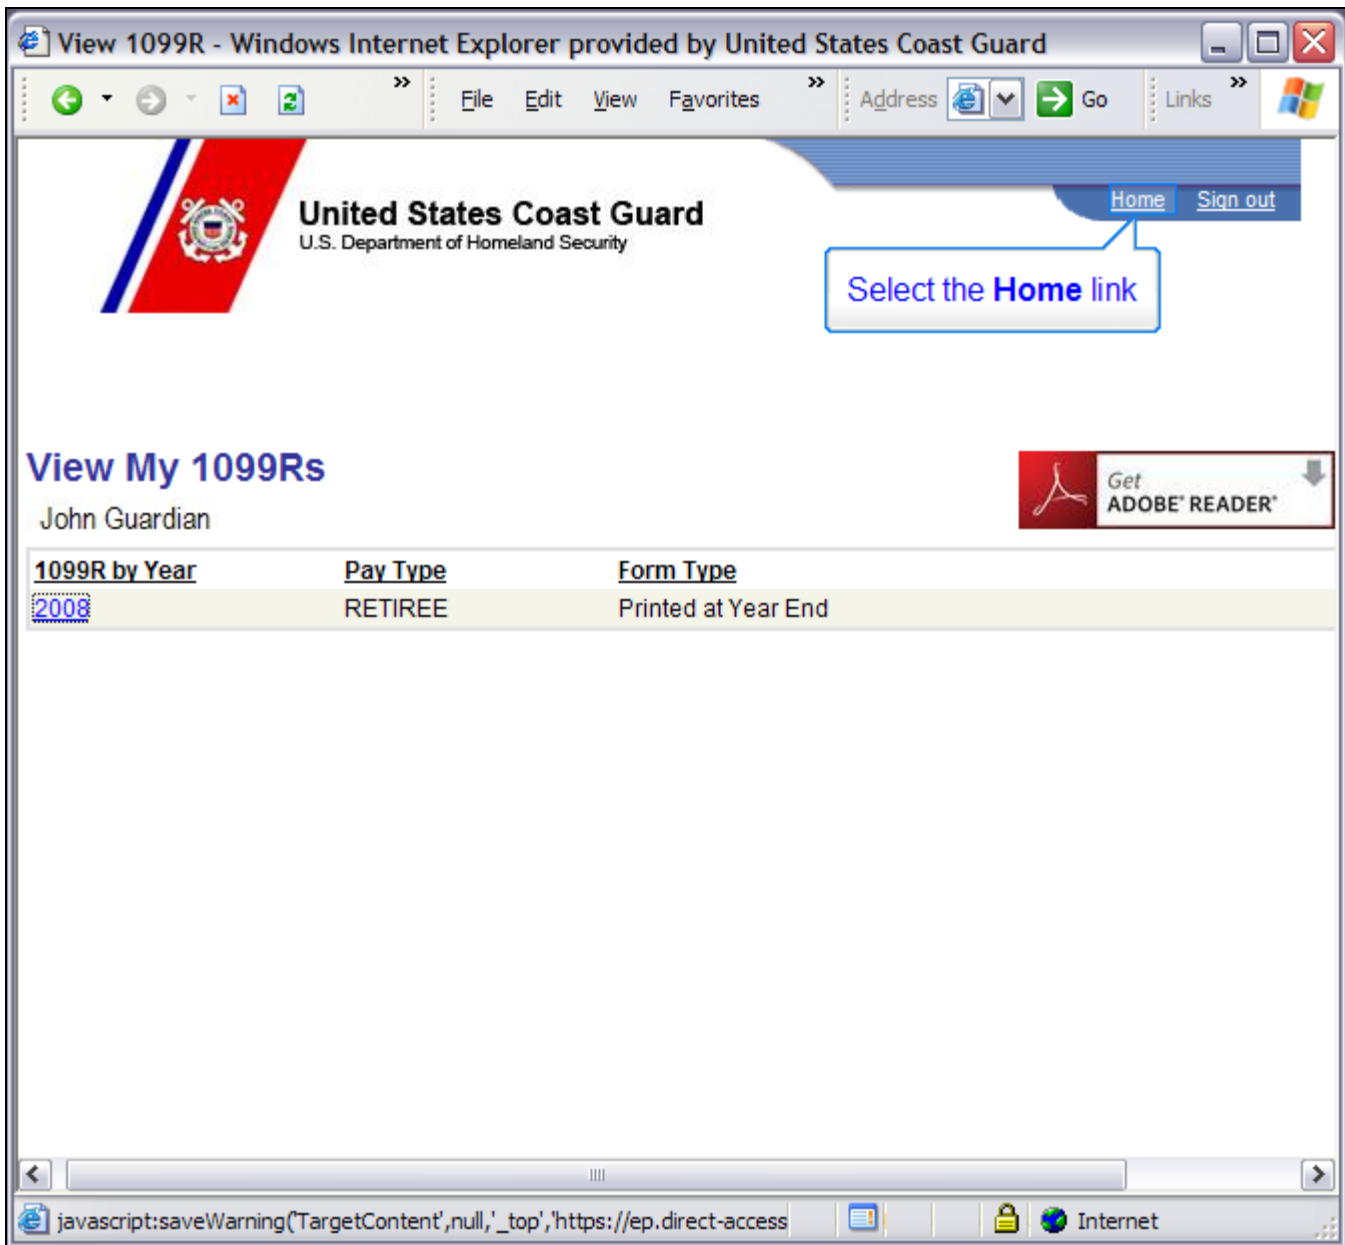 View 1099R - Windows Internet Explorer provided by United States Coast Guard
» File Edit View Favorites » Address Go Links »
Home Sign out
United States Coast Guard
U.S. Department of Homeland Security
Select the Home link
View My 1099Rs
Get
ADOBE® READER®
John Guardian
1099R by Year Pay Type Form Type
2008 RETIREE Printed at Year End
javascript:saveWarning('TargetContent',null,'_top','https://ep.direct-access Internet